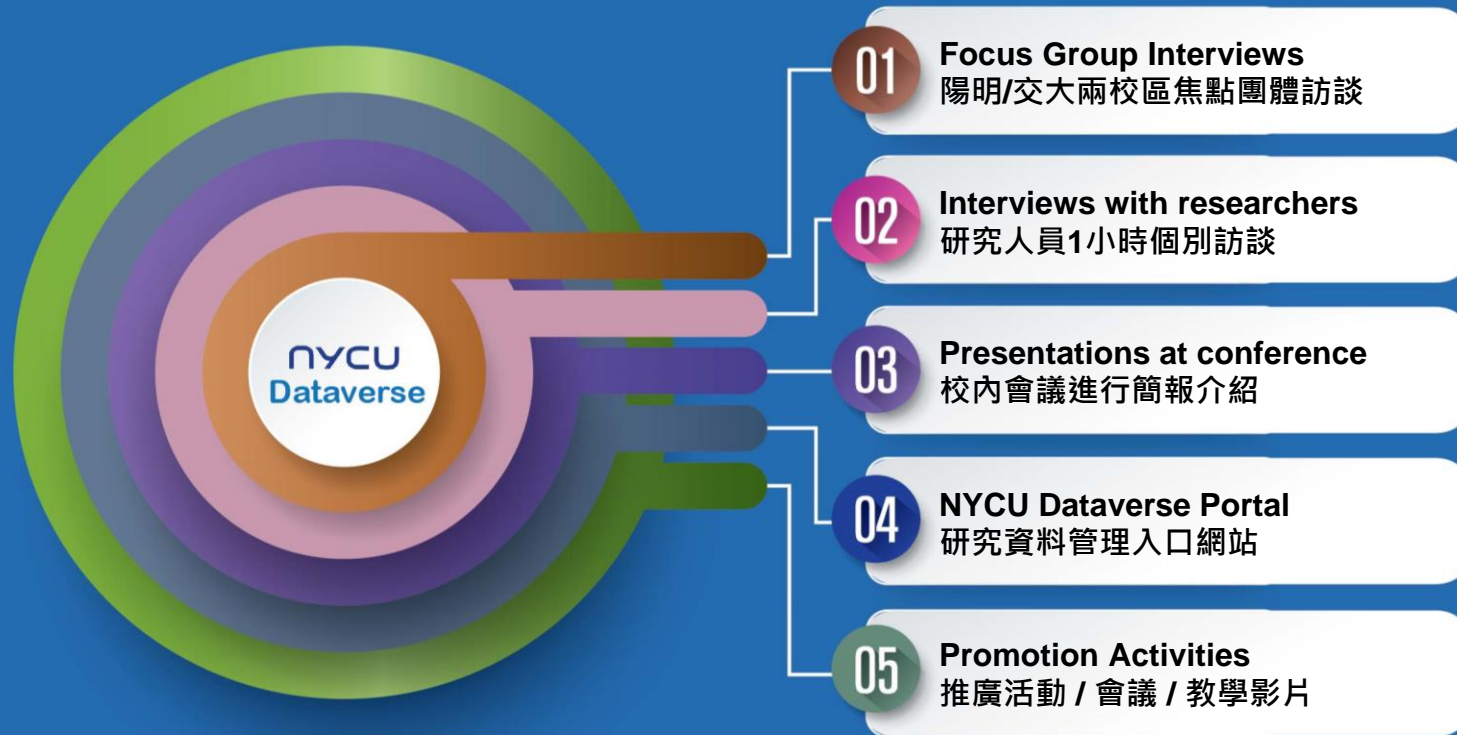 NYCU
Dataverse
01
Focus Group Interviews
陽明/交大兩校區焦點團體訪談
02
Interviews with researchers
研究人員1小時個別訪談
03
Presentations at conference
校內會議進行簡報介紹
04
NYCU Dataverse Portal
研究資料管理入口網站
05
Promotion Activities
推廣活動 / 會議 / 教學影片